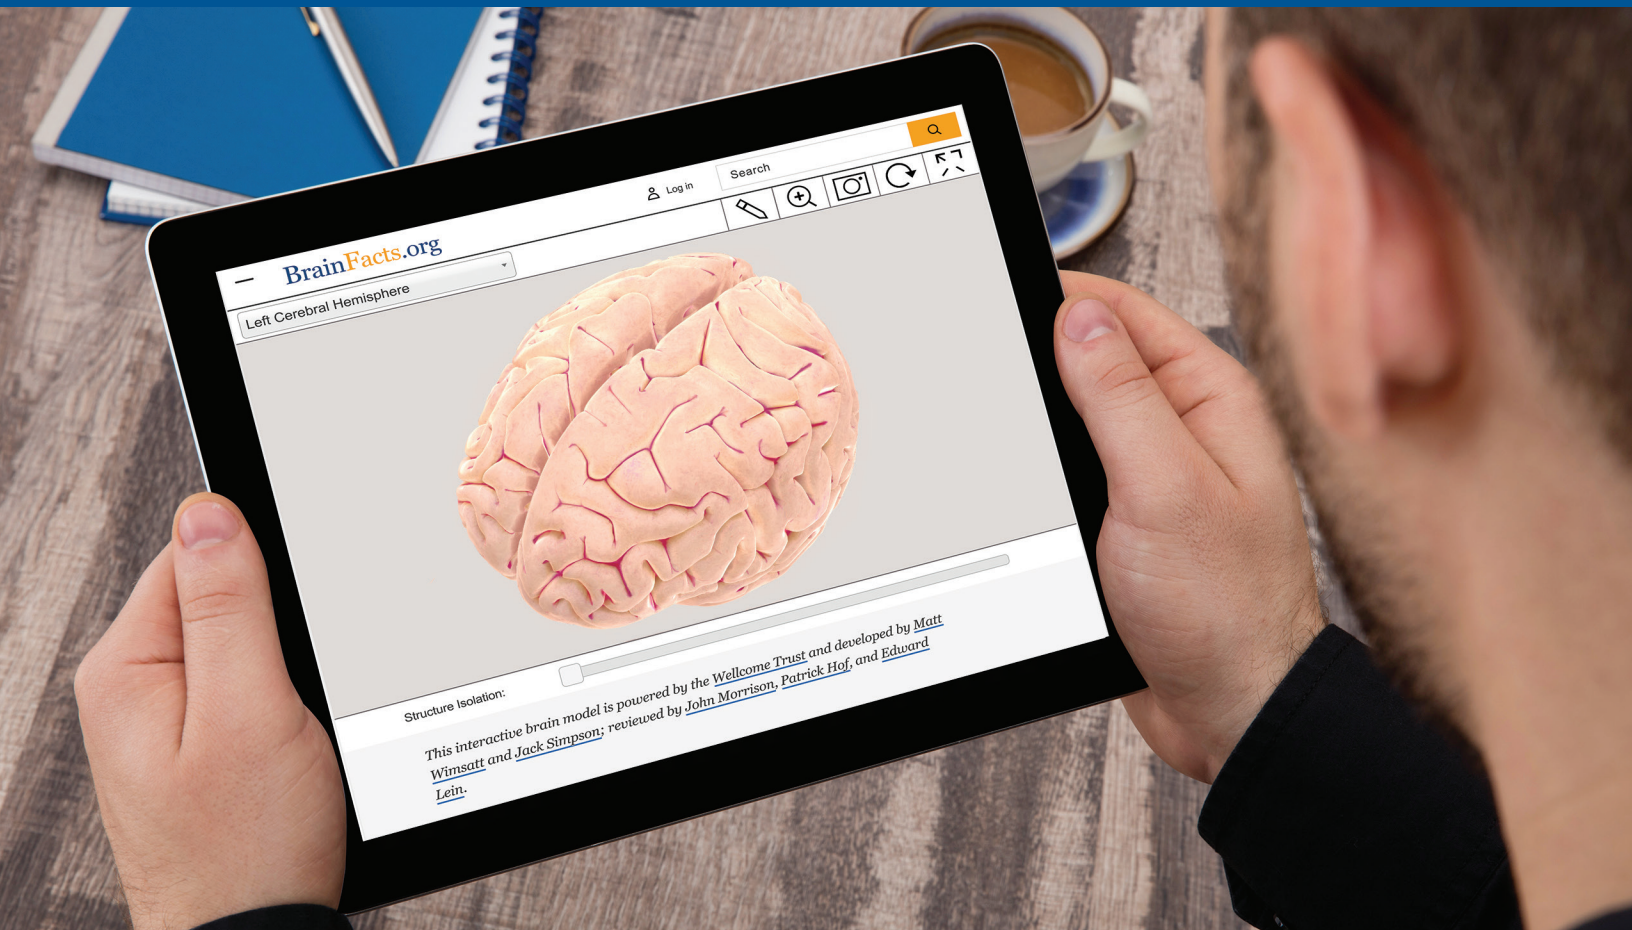 Log in
Search
BrainFacts.org
Left Cerebral Hemisphere
Structure Isolation:
This interactive brain model is powered by the Wellcome Trust and developed by Matt
Wimsatt and Jack Simpson; reviewed by John Morrison, Patrick Hof, and Edward
Lein.